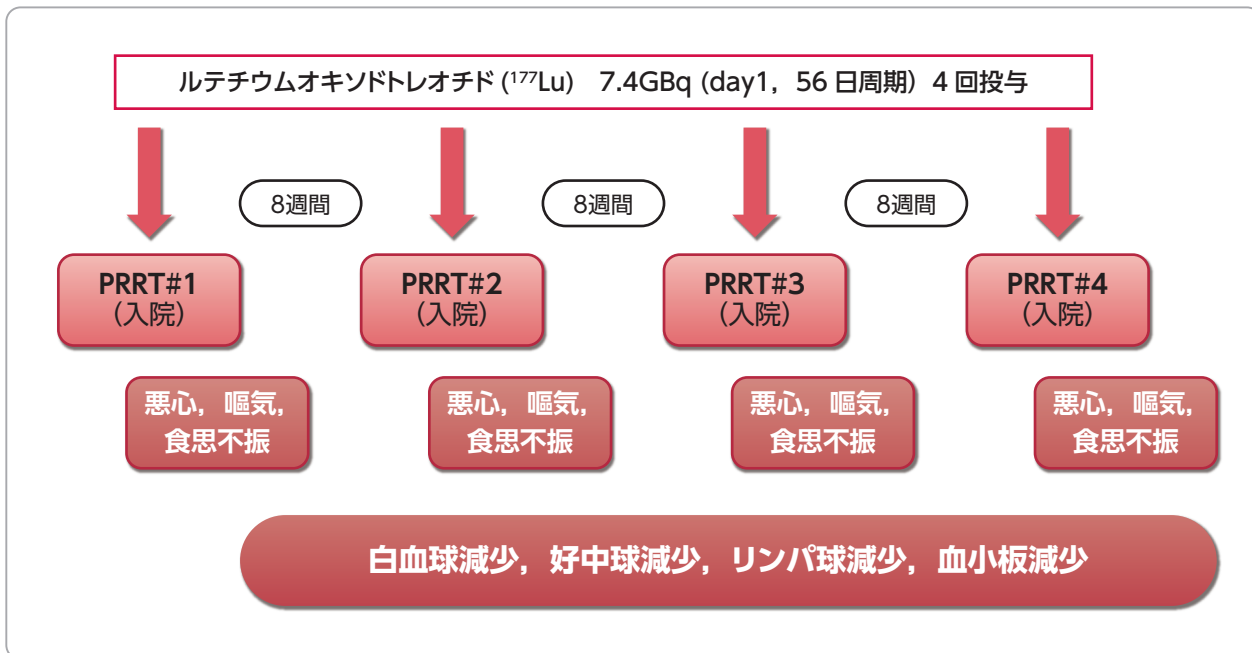 ルテチウムオキソドトレオチド (¹⁷⁷Lu)　7.4GBq (day1, 56 日周期) 4 回投与
8週間
8週間
8週間
PRRT#1
(入院)
PRRT#2
(入院)
PRRT#3
(入院)
PRRT#4
(入院)
悪心, 嘔気,
食思不振
悪心, 嘔気,
食思不振
悪心, 嘔気,
食思不振
悪心, 嘔気,
食思不振
白血球減少, 好中球減少, リンパ球減少, 血小板減少